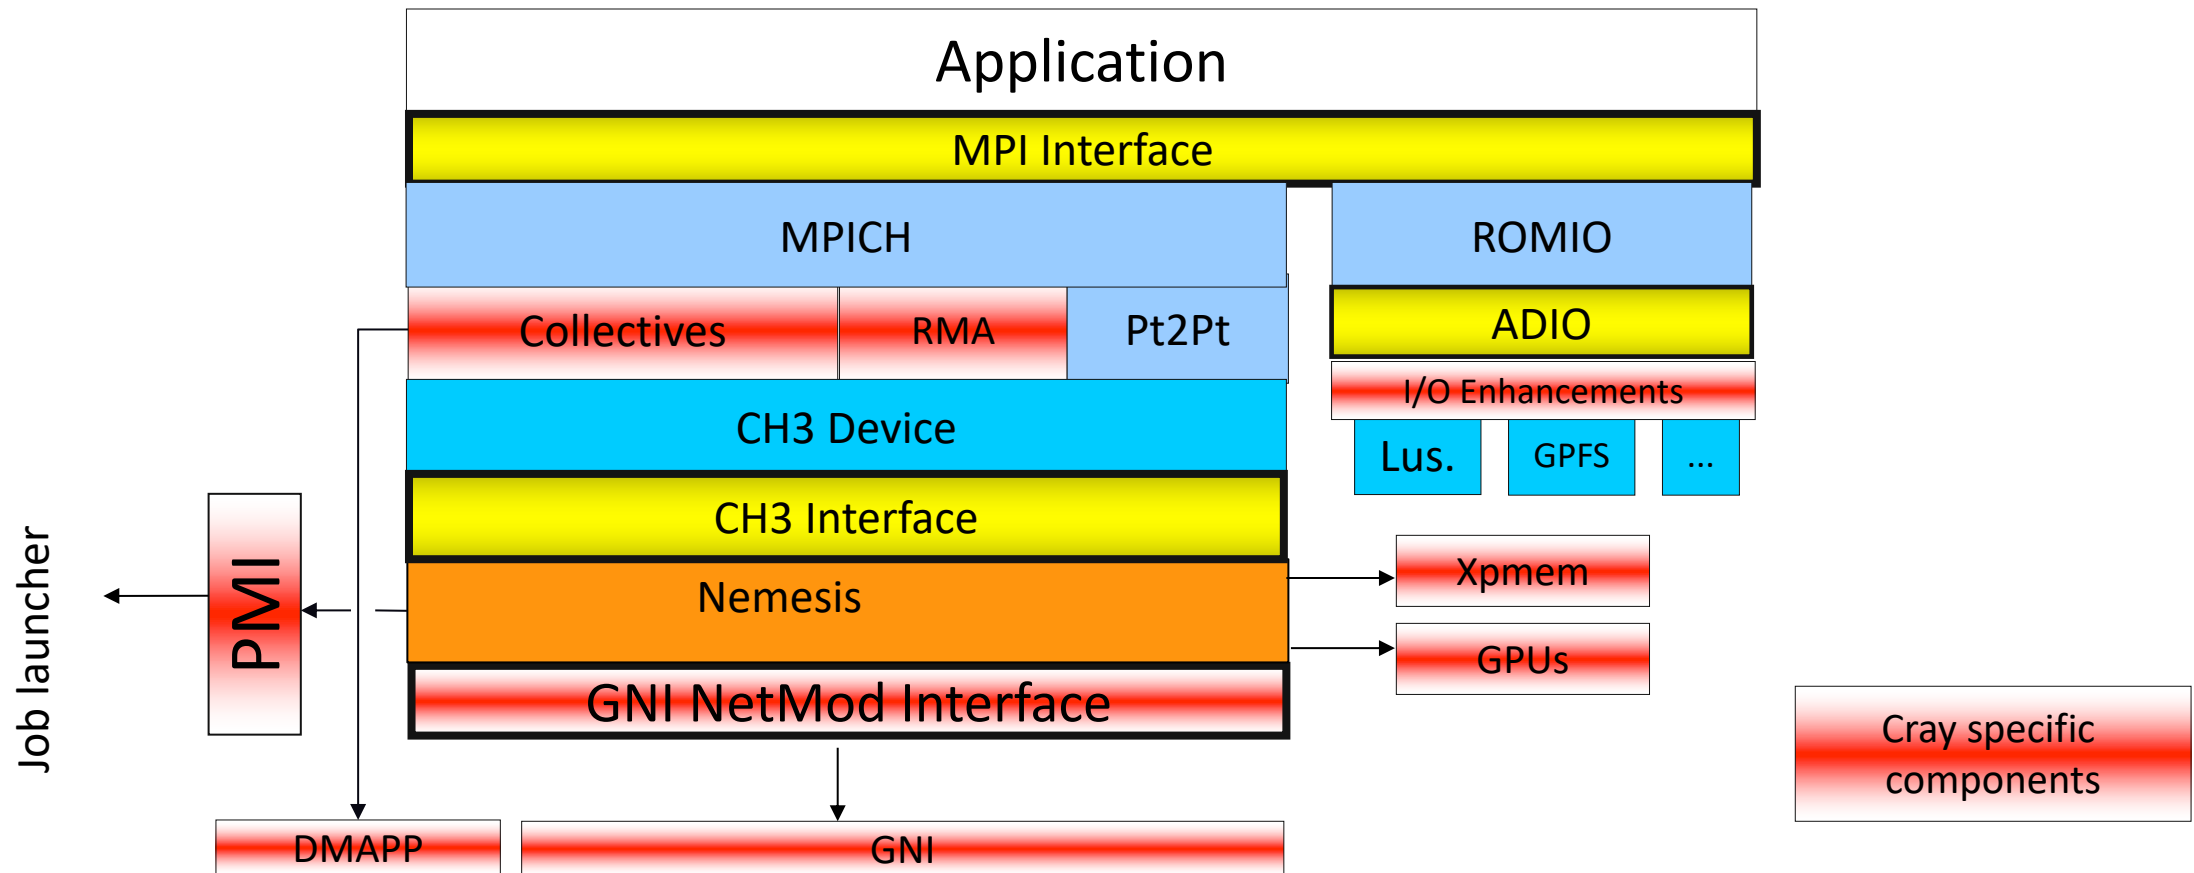 Application
MPI Interface
MPICH
ROMIO
Collectives
RMA
Pt2Pt
ADIO
I/O Enhancements
CH3 Device
Lus.
GPFS
...
CH3 Interface
Job launcher
PMI
Nemesis
Xpmem
GPUs
GNI NetMod Interface
Cray specific
components
DMAPP
GNI